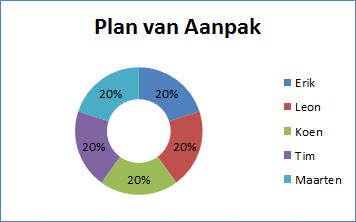 Plan van Aanpak
20%
20%
20%
20%
20%
Erik
Leon
Koen
Tim
Maarten